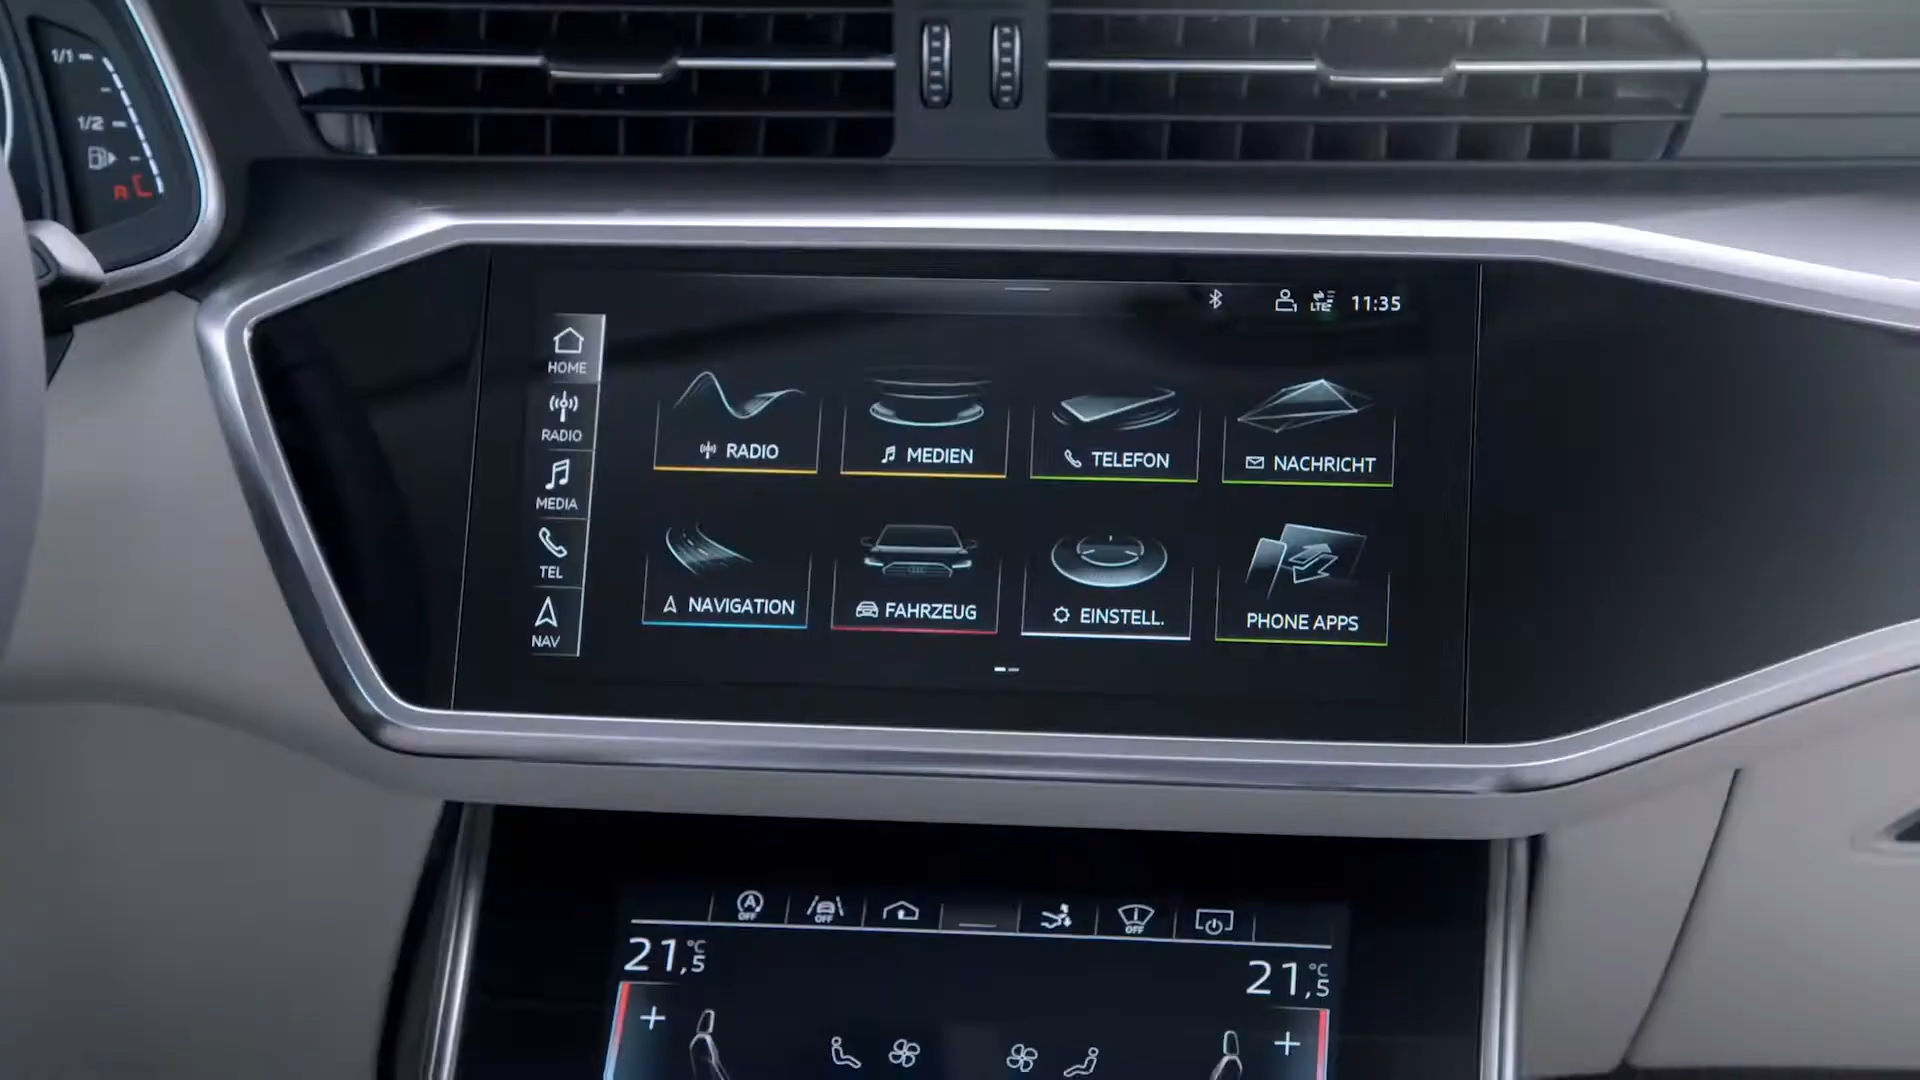 1/1
1/2
LTE 11:35
HOME
RADIO
MEDIA
TEL
NAV
RADIO
MEDIEN
TELEFON
NACHRICHT
NAVIGATION
FAHRZEUG
EINSTELL.
PHONE APPS
A OFF
OFF
OFF
21,5 °C
21,5 °C
+
+